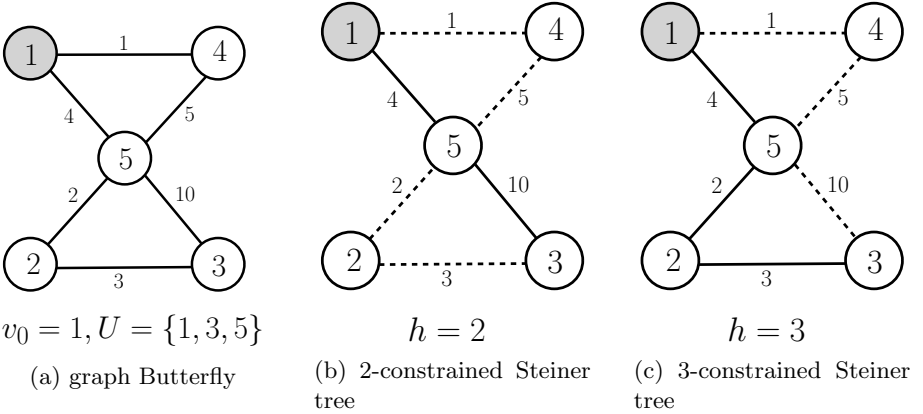 1 1 4
4 5
5
2 10
2 3 3
v₀ = 1, U = {1, 3, 5}
(a) graph Butterfly
1 1 4
4 5
5
2 10
2 3 3
h = 2
(b) 2-constrained Steiner
tree
1 1 4
4 5
5
2 10
2 3 3
h = 3
(c) 3-constrained Steiner
tree